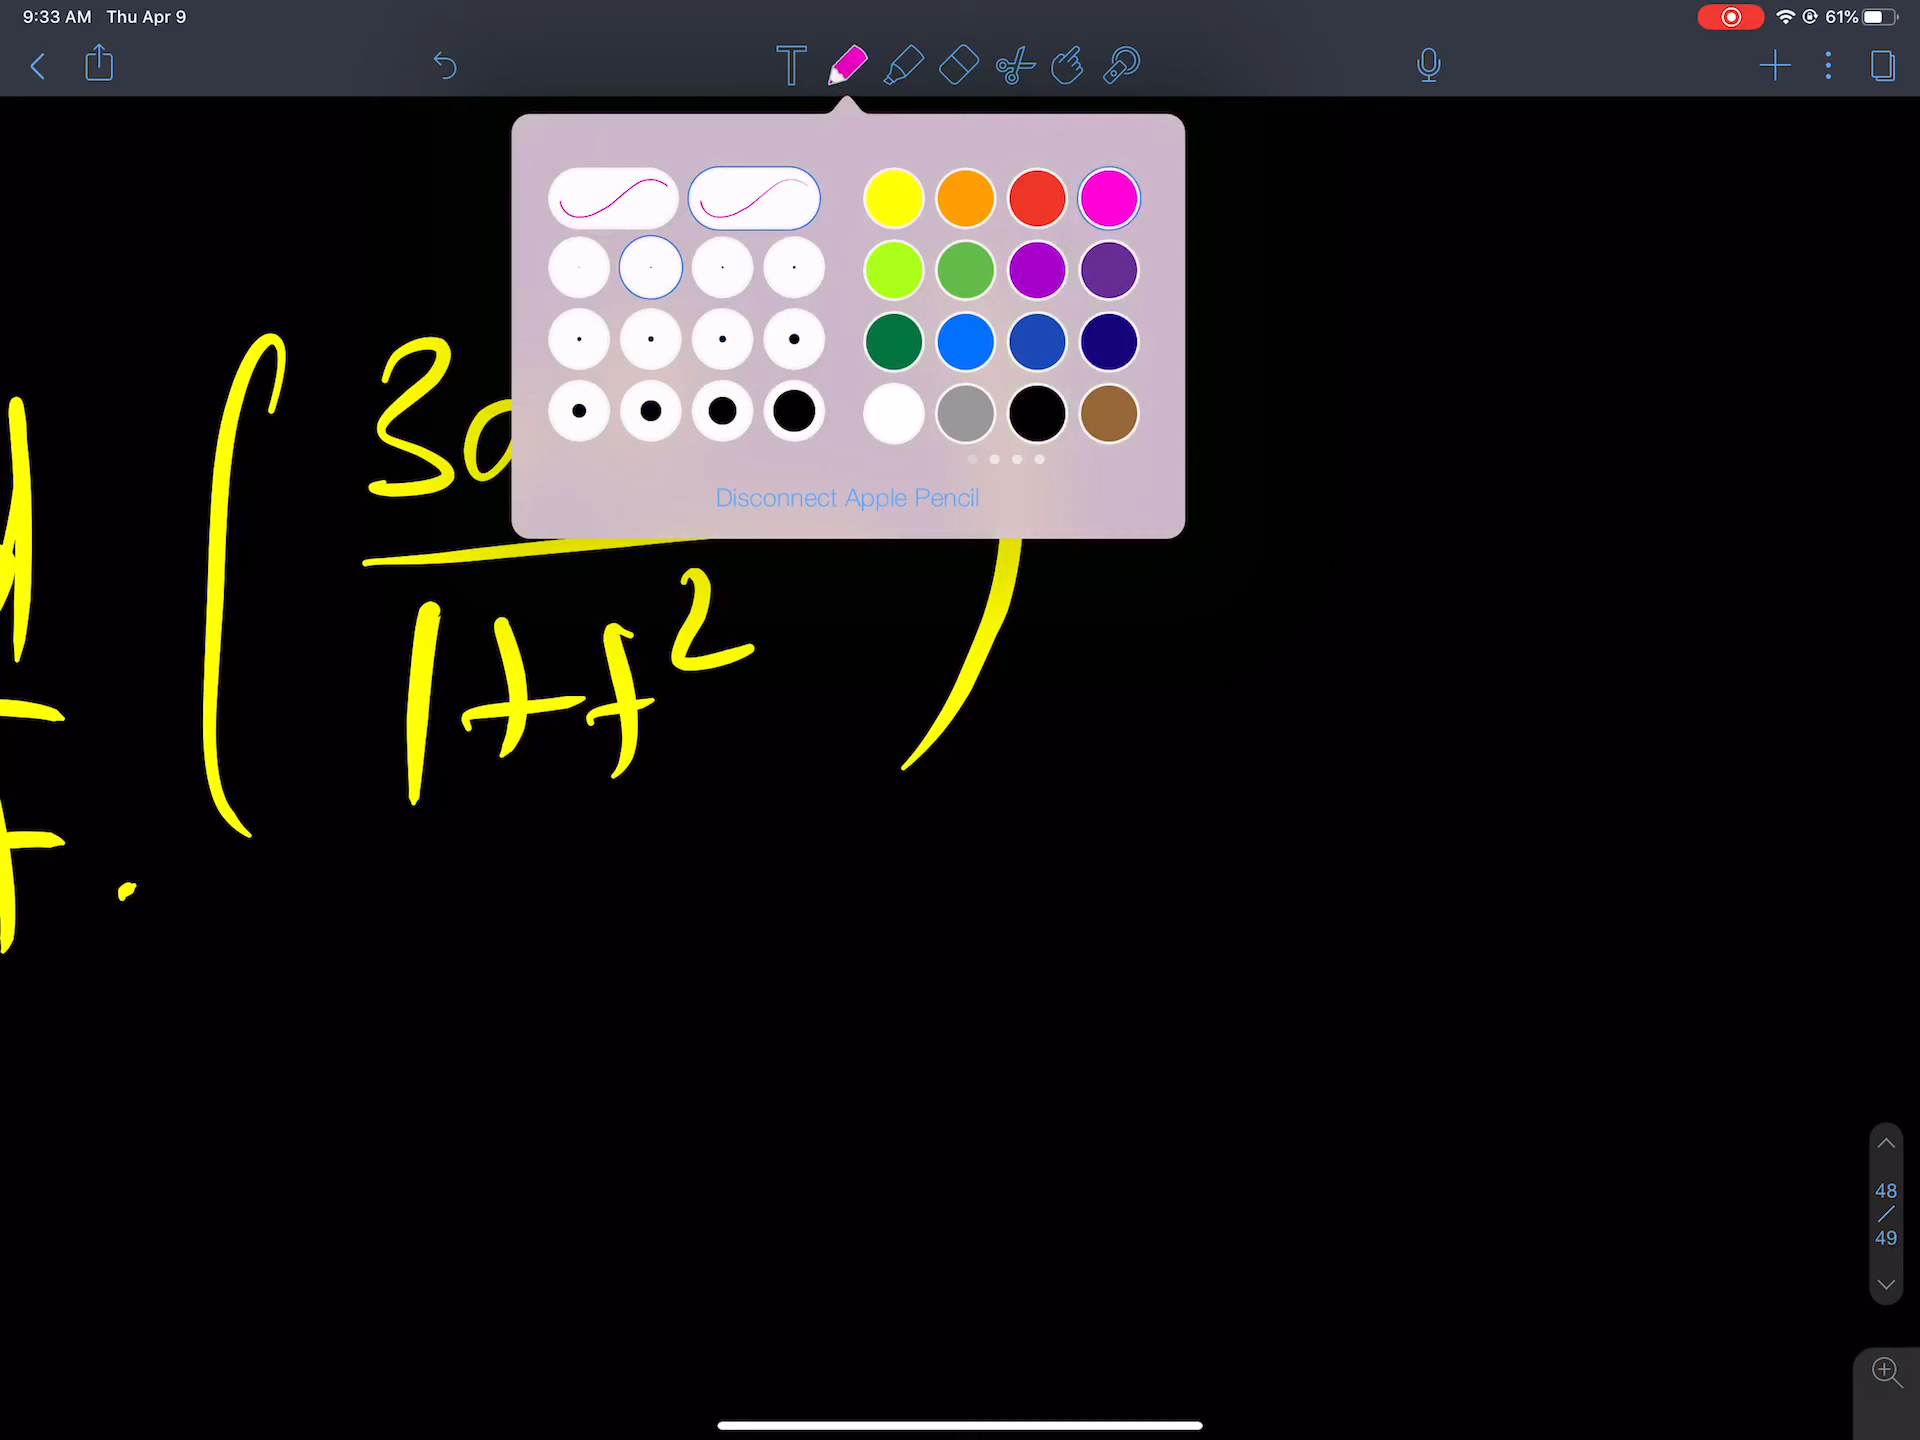 9:33 AM Thu Apr 9
61%
T
3
1+t²
Disconnect Apple Pencil
48
/
49